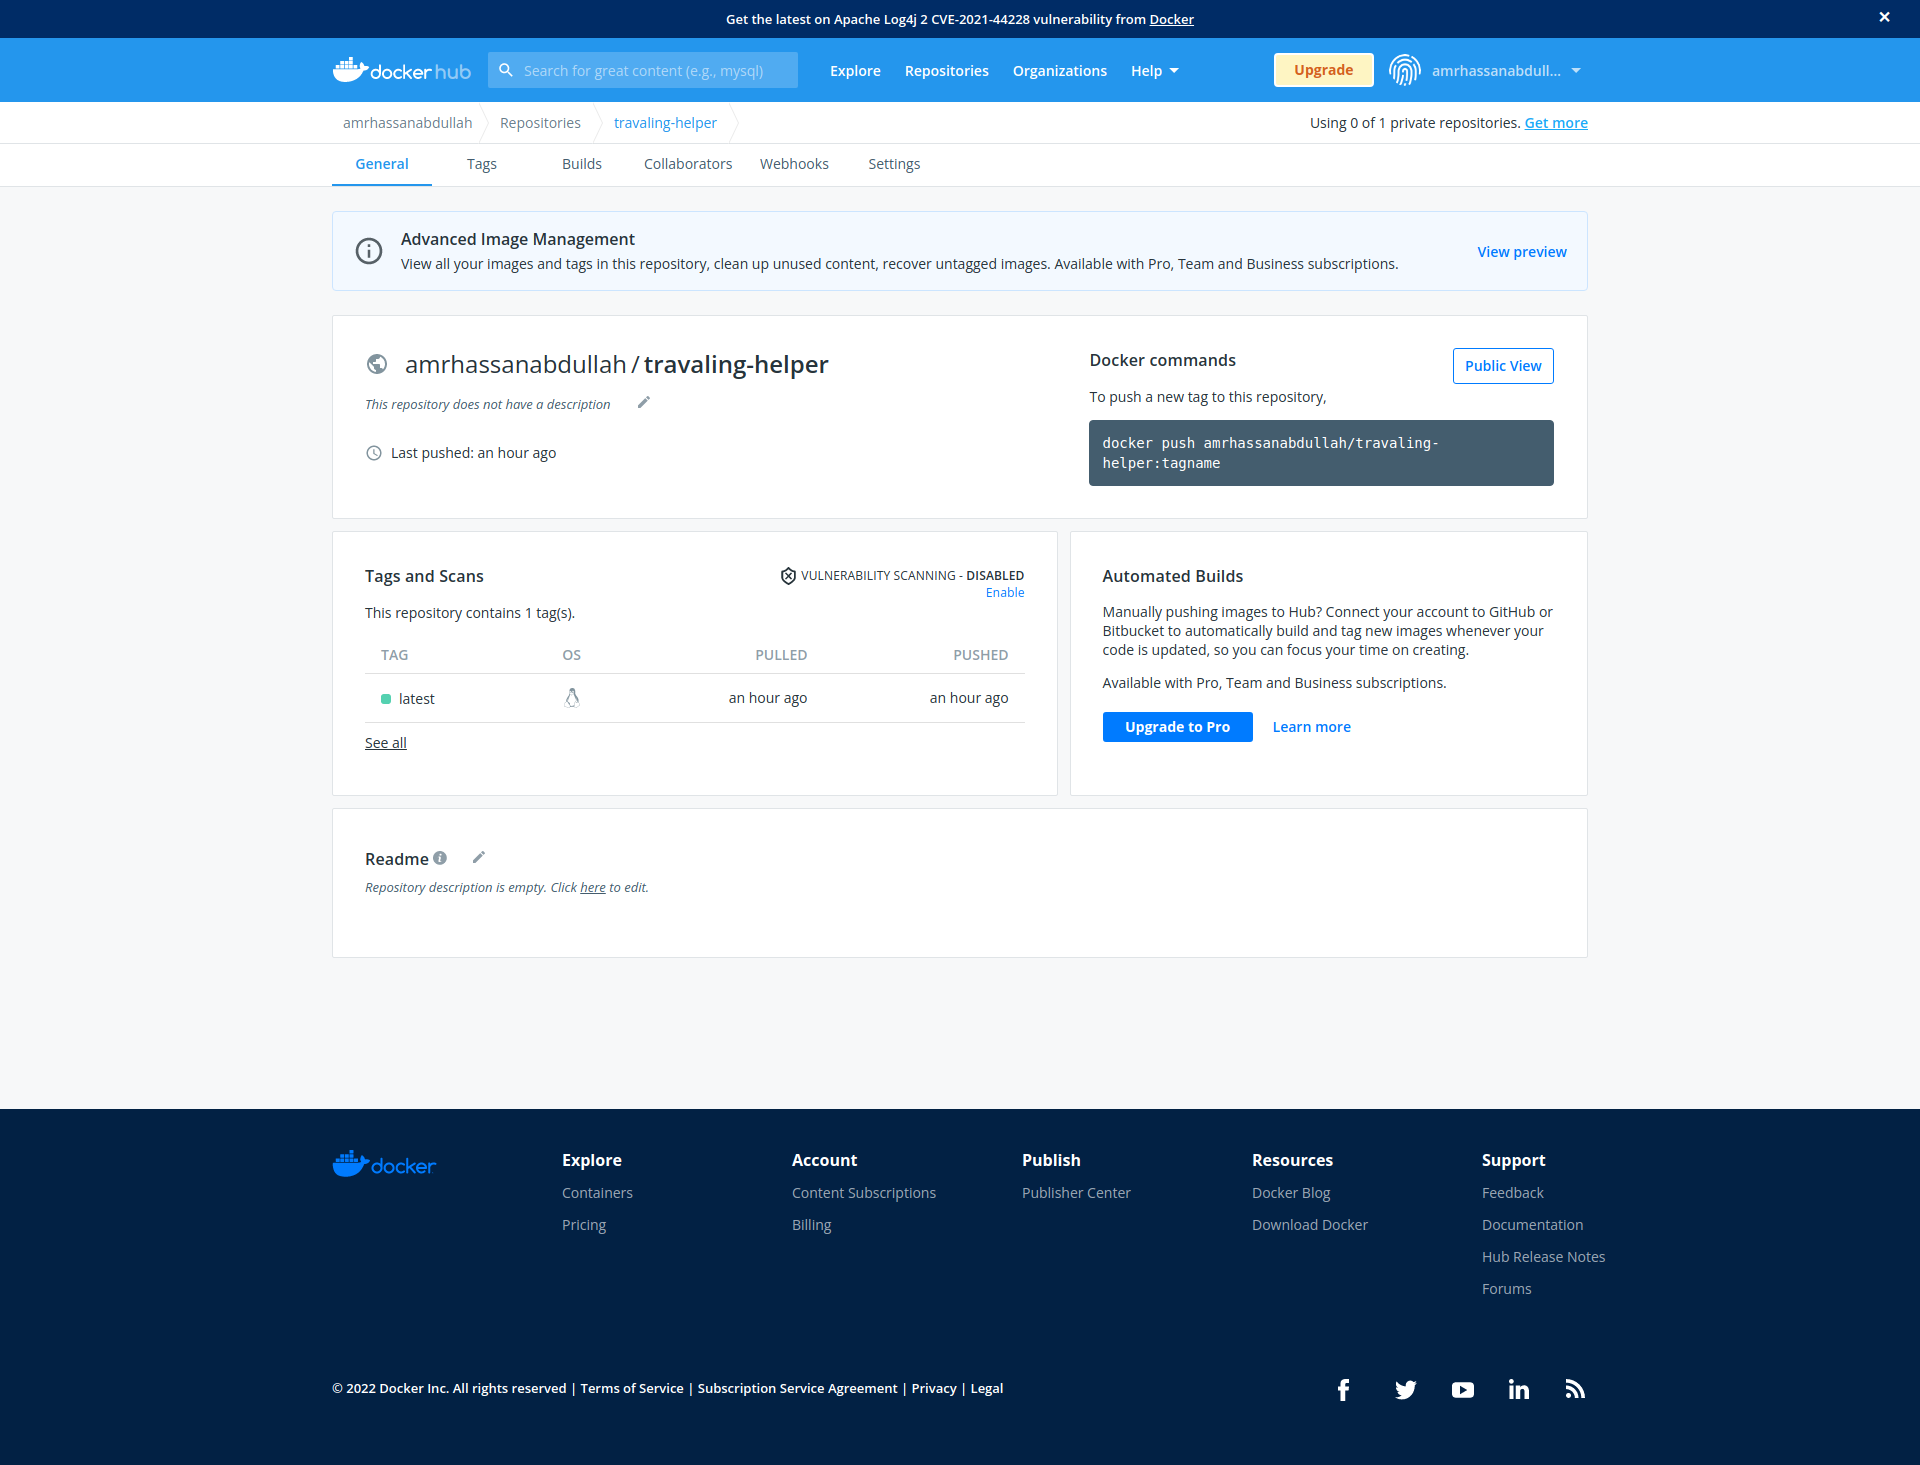 Get the latest on Apache Log4j 2 CVE-2021-44228 vulnerability from Docker
docker hub
Search for great content (e.g., mysql)
Explore
Repositories
Organizations
Help
Upgrade
amrhassanabdull...
amrhassanabdullah
Repositories
travaling-helper
Using 0 of 1 private repositories. Get more
General
Tags
Builds
Collaborators
Webhooks
Settings
Advanced Image Management
View all your images and tags in this repository, clean up unused content, recover untagged images. Available with Pro, Team and Business subscriptions.
View preview
amrhassanabdullah / travaling-helper
This repository does not have a description
Last pushed: an hour ago
Docker commands
Public View
To push a new tag to this repository,
docker push amrhassanabdullah/travaling-
helper:tagname
Tags and Scans
VULNERABILITY SCANNING - DISABLED
Enable
This repository contains 1 tag(s).
TAG
OS
PULLED
PUSHED
latest
an hour ago
an hour ago
See all
Automated Builds
Manually pushing images to Hub? Connect your account to GitHub or
Bitbucket to automatically build and tag new images whenever your
code is updated, so you can focus your time on creating.
Available with Pro, Team and Business subscriptions.
Upgrade to Pro
Learn more
Readme
Repository description is empty. Click here to edit.
docker
Explore
Containers
Pricing
Account
Content Subscriptions
Billing
Publish
Publisher Center
Resources
Docker Blog
Download Docker
Support
Feedback
Documentation
Hub Release Notes
Forums
© 2022 Docker Inc. All rights reserved | Terms of Service | Subscription Service Agreement | Privacy | Legal